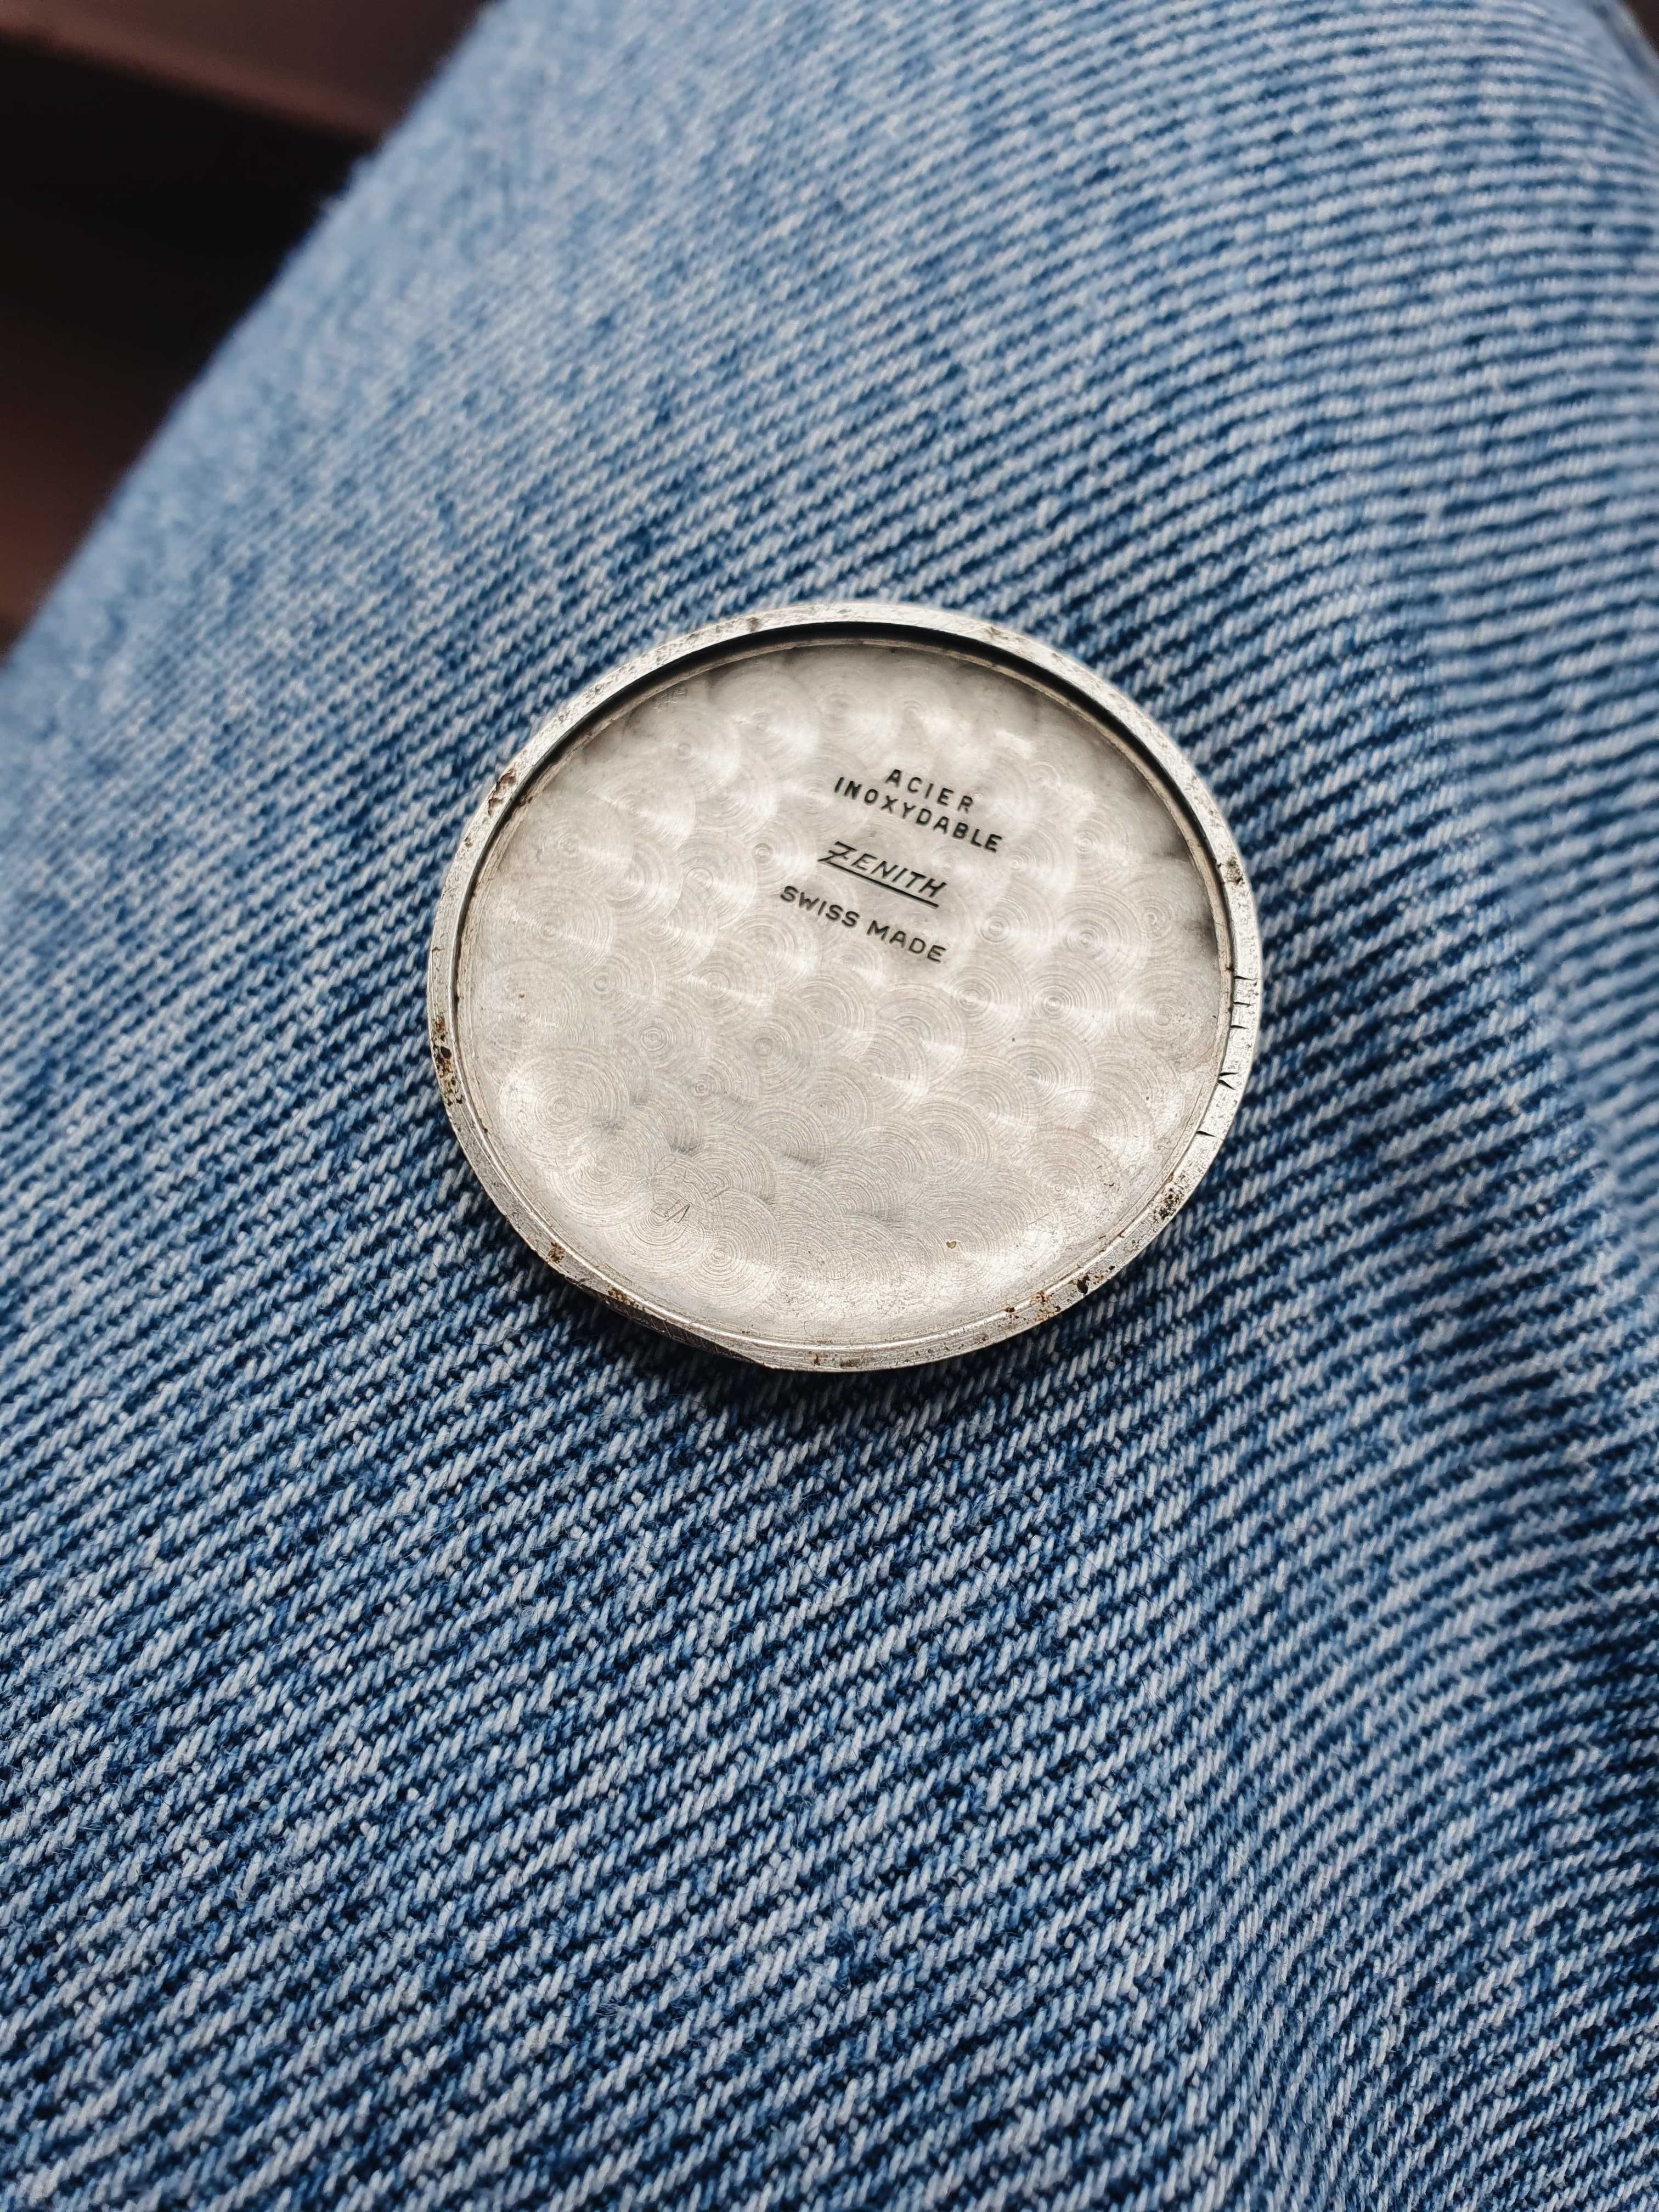 ACIER
INOXYDABLE
ZENITH
SWISS MADE